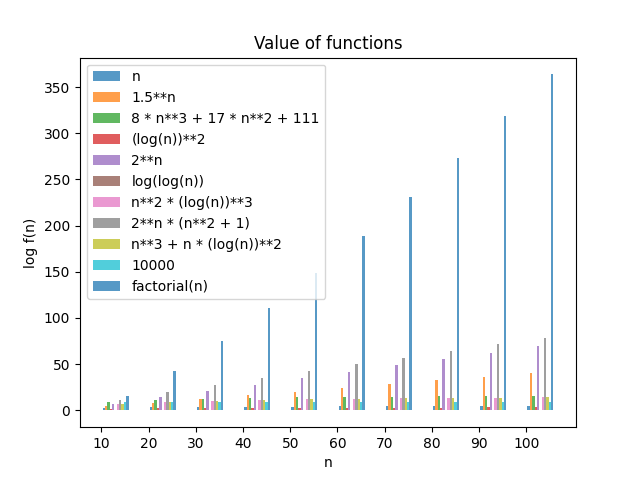 Value of functions
n
1.5**n
8 * n**3 + 17 * n**2 + 111
(log(n))**2
2**n
log(log(n))
n**2 * (log(n))**3
2**n * (n**2 + 1)
n**3 + n * (log(n))**2
10000
factorial(n)
350
300
250
200
150
100
50
0
log f(n)
10 20 30 40 50 60 70 80 90 100
n